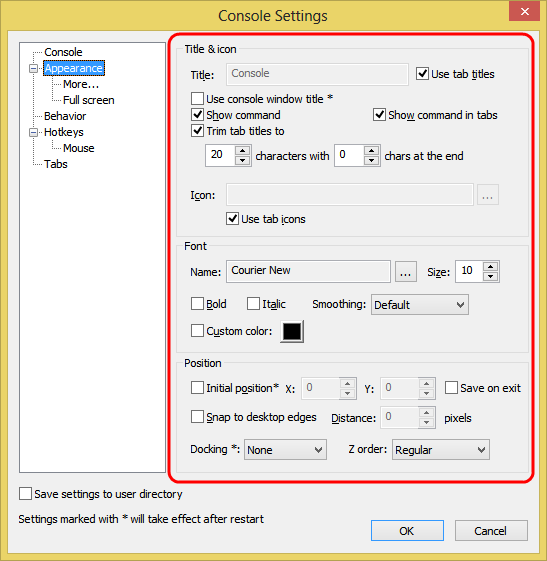 Console Settings
Console
Appearance
More...
Full screen
Behavior
Hotkeys
Mouse
Tabs
Title & icon
Title: Console Use tab titles
Use console window title *
Show command Show command in tabs
Trim tab titles to
20 characters with 0 chars at the end
Icon: ...
Use tab icons
Font
Name: Courier New ... Size: 10
Bold Italic Smoothing: Default
Custom color:
Position
Initial position* X: 0 Y: 0 Save on exit
Snap to desktop edges Distance: 0 pixels
Docking *: None Z order: Regular
Save settings to user directory
Settings marked with * will take effect after restart
OK Cancel